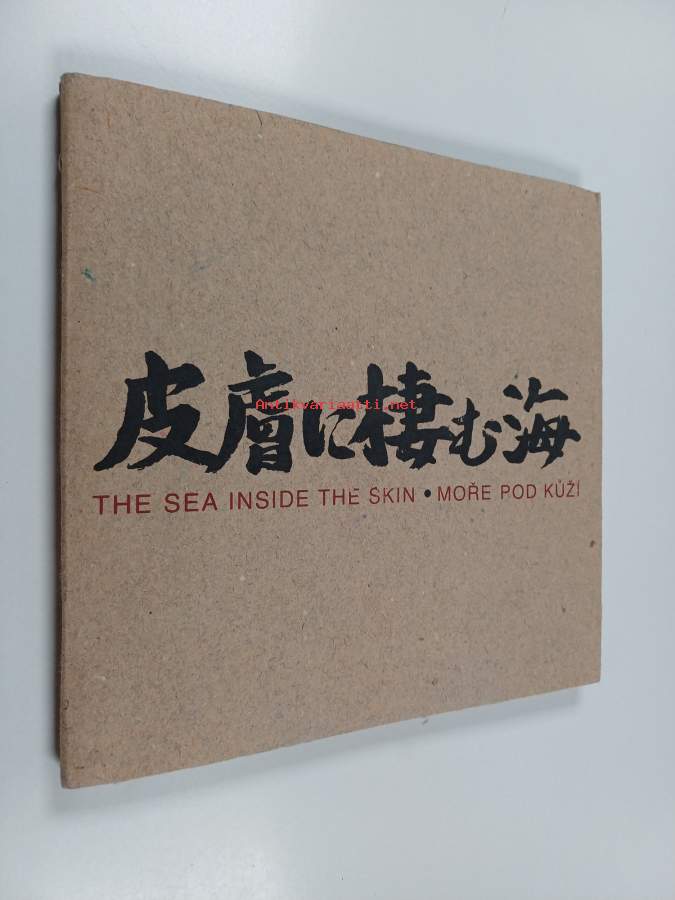 皮膚に棲む海
Antikvariaatti.net
THE SEA INSIDE THE SKIN • MOŘE POD KŮŽÍ